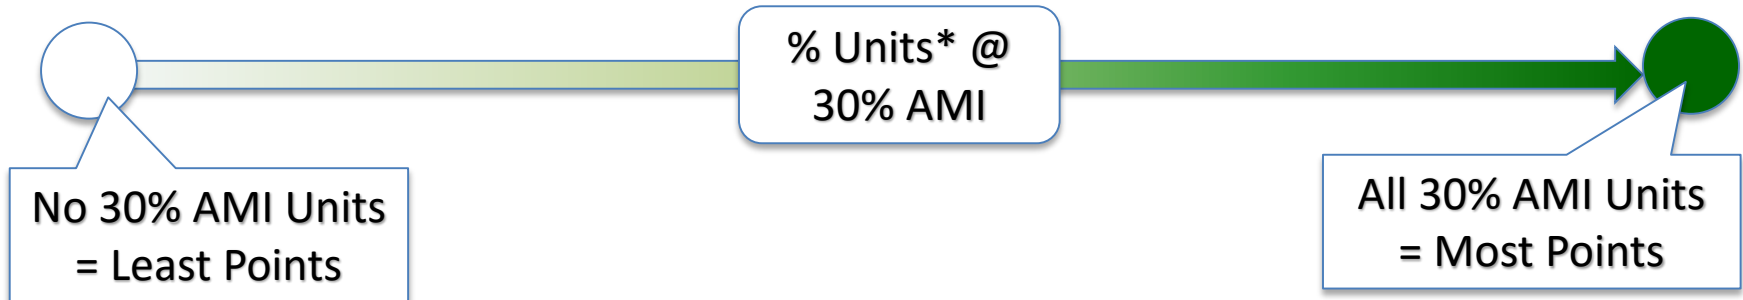 % Units* @
30% AMI
No 30% AMI Units
= Least Points
All 30% AMI Units
= Most Points